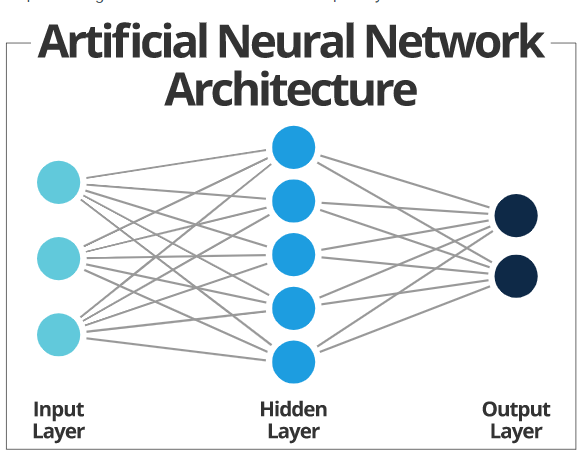 Artificial Neural Network
Architecture
Input
Layer
Hidden
Layer
Output
Layer